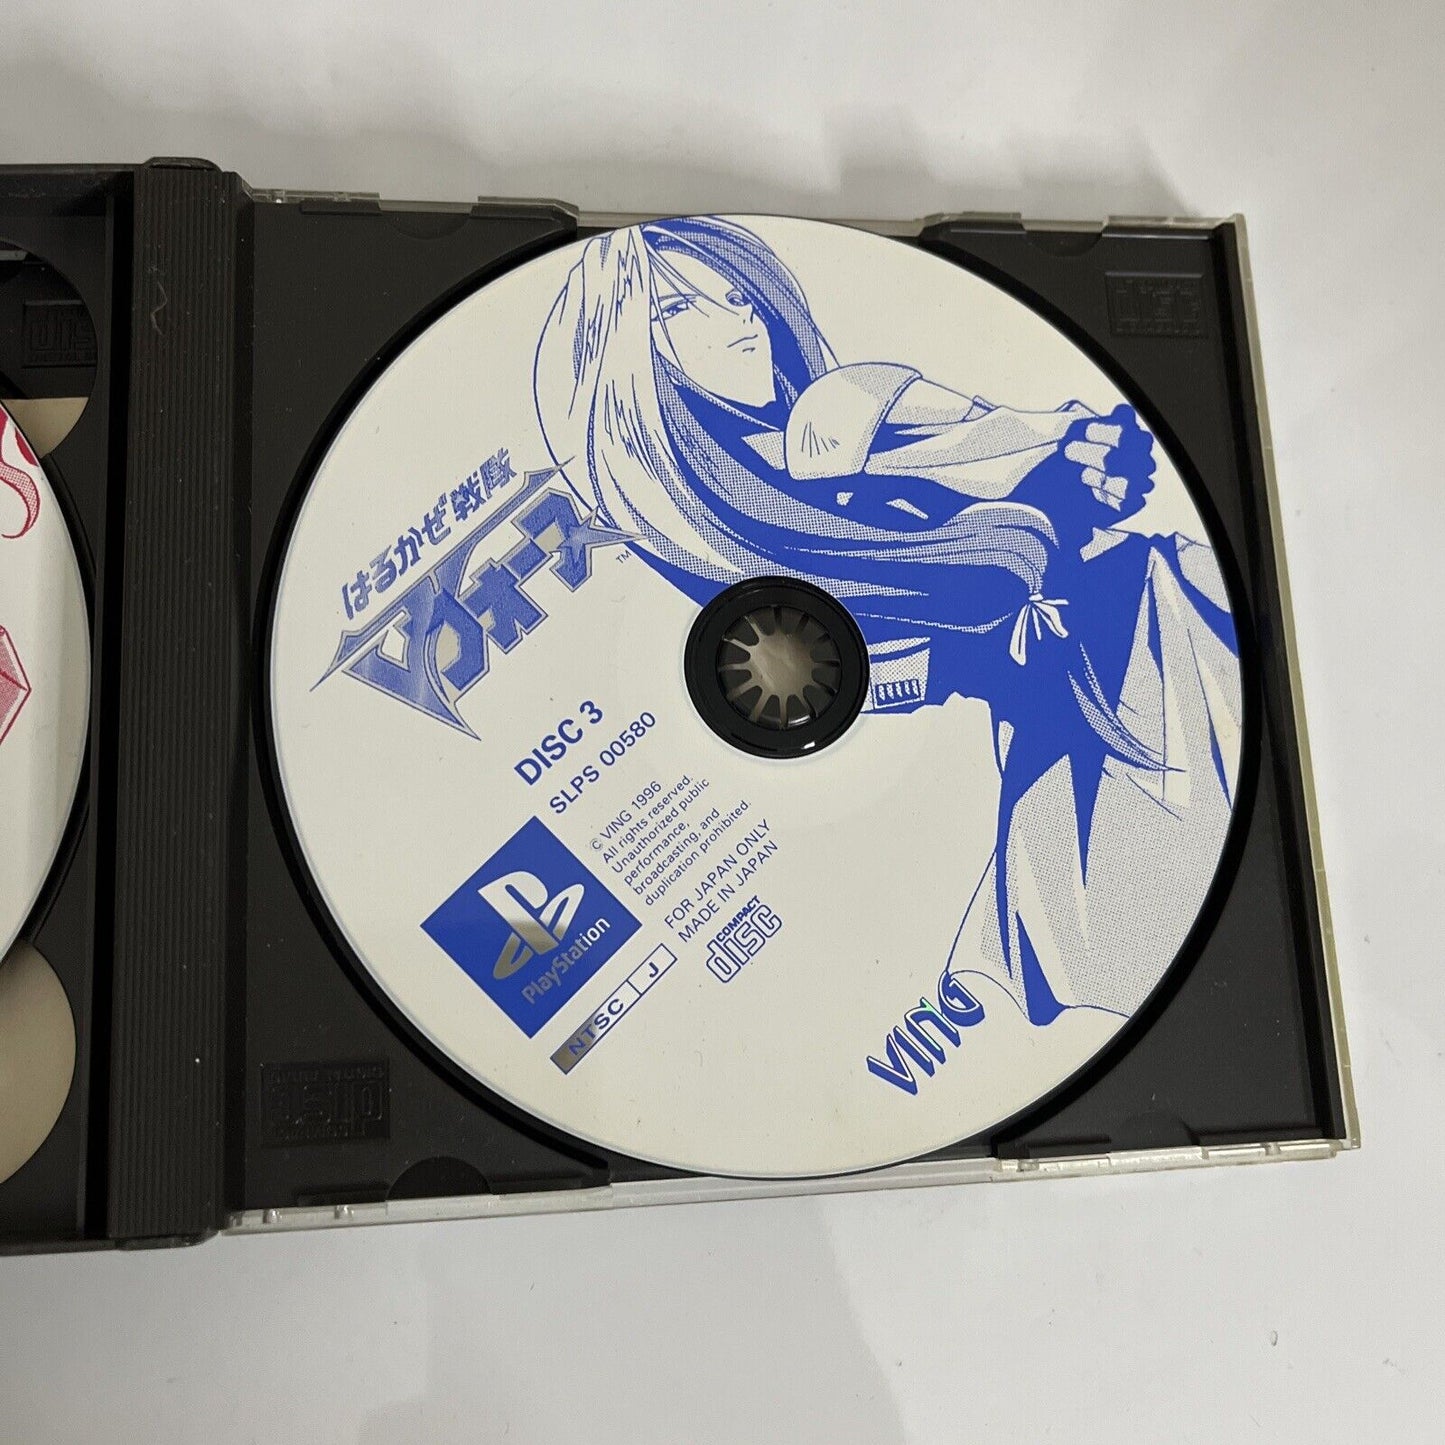 はるかぜ戦隊
Vフォース
TM
DISC 3
SLPS 00580
© VING 1996
All rights reserved.
Unauthorized public
performance,
broadcasting, and
duplication prohibited.
FOR JAPAN ONLY
MADE IN JAPAN
PlayStation
NTSC J
COMPACT
disc
VING